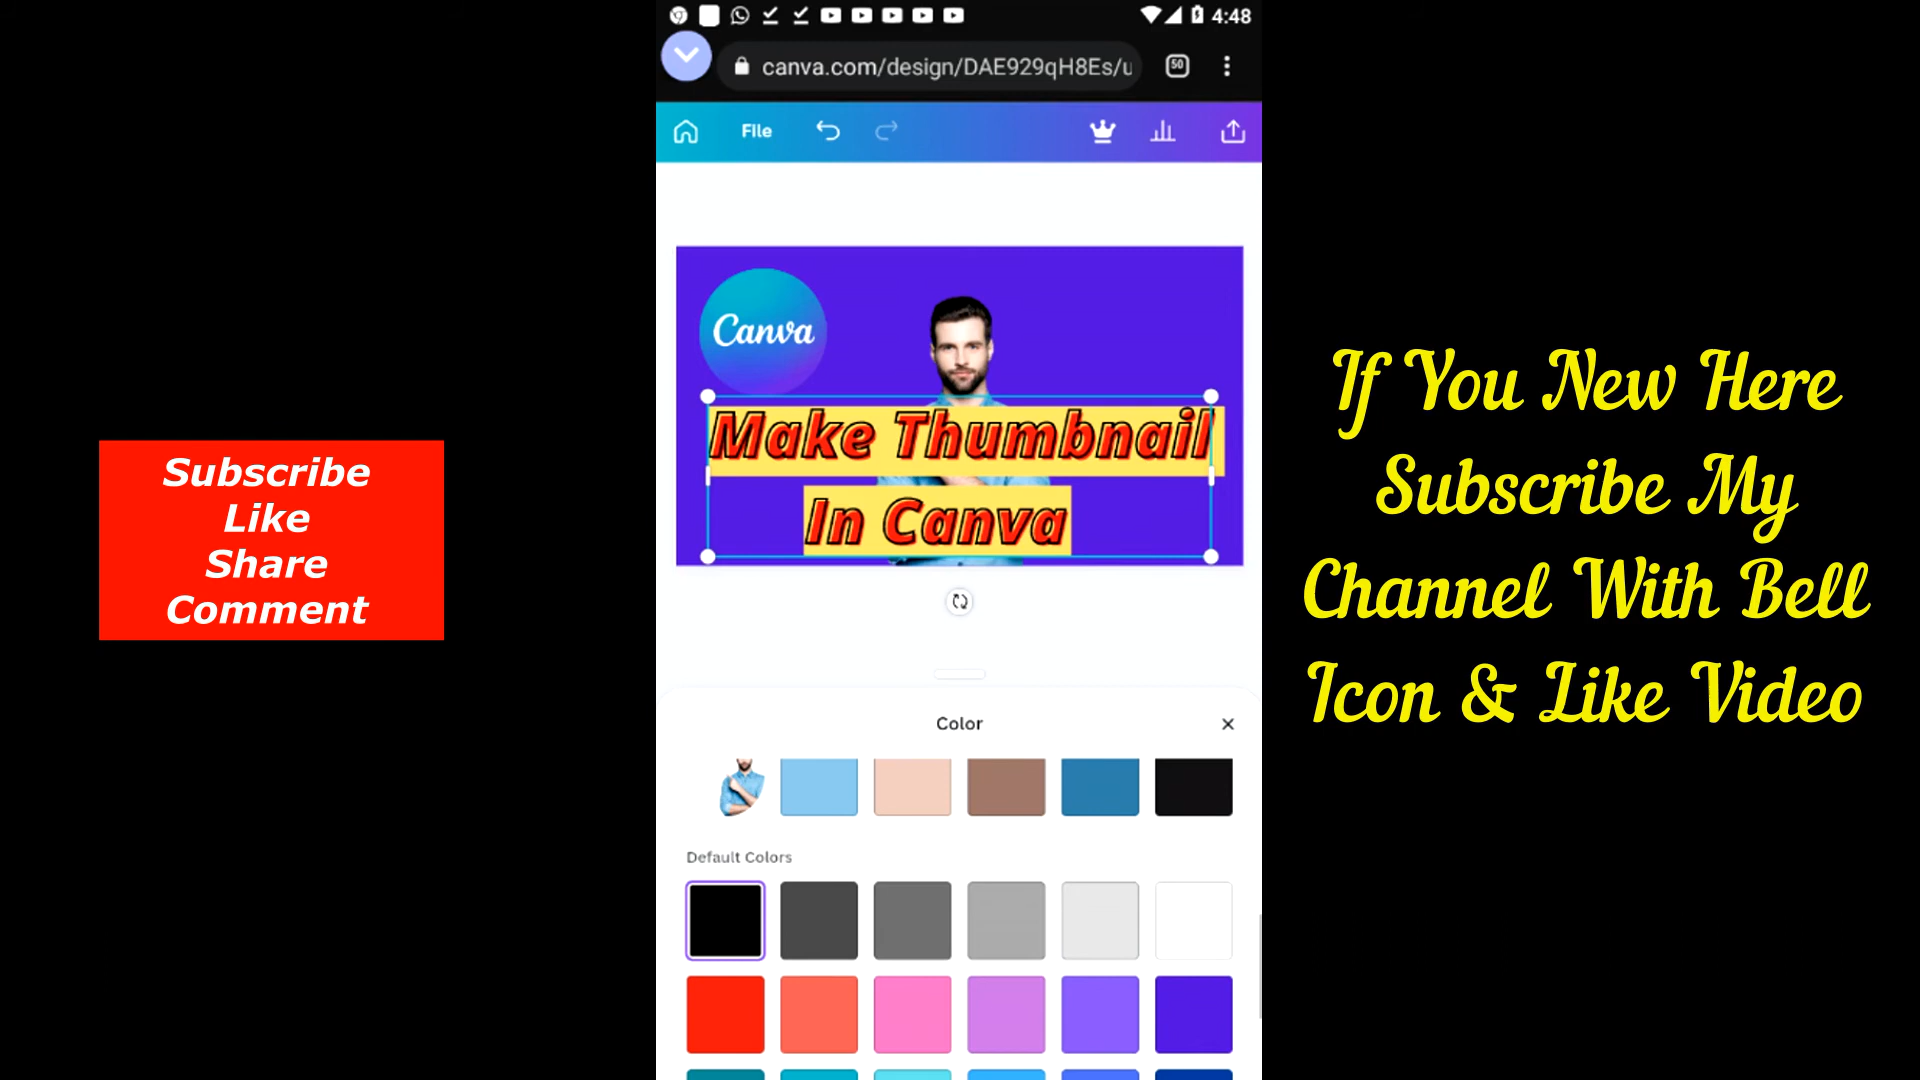 4:48
canva.com/design/DAE929qH8Es/u
50
File
Canva
Make Thumbnail
In Canva
Subscribe
Like
Share
Comment
If You New Here
Subscribe My
Channel With Bell
Icon & Like Video
Color
Default Colors